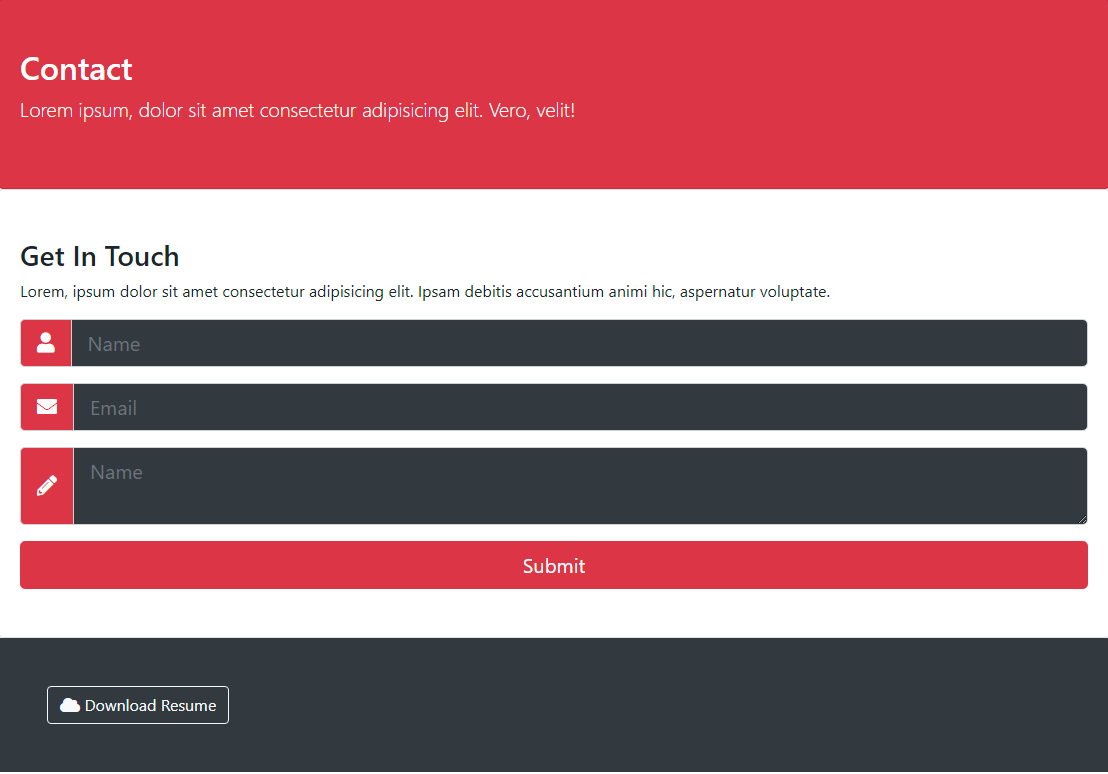 Contact
Lorem ipsum, dolor sit amet consectetur adipisicing elit. Vero, velit!
Get In Touch
Lorem, ipsum dolor sit amet consectetur adipisicing elit. Ipsam debitis accusantium animi hic, aspernatur voluptate.
Name
Email
Name
Submit
Download Resume